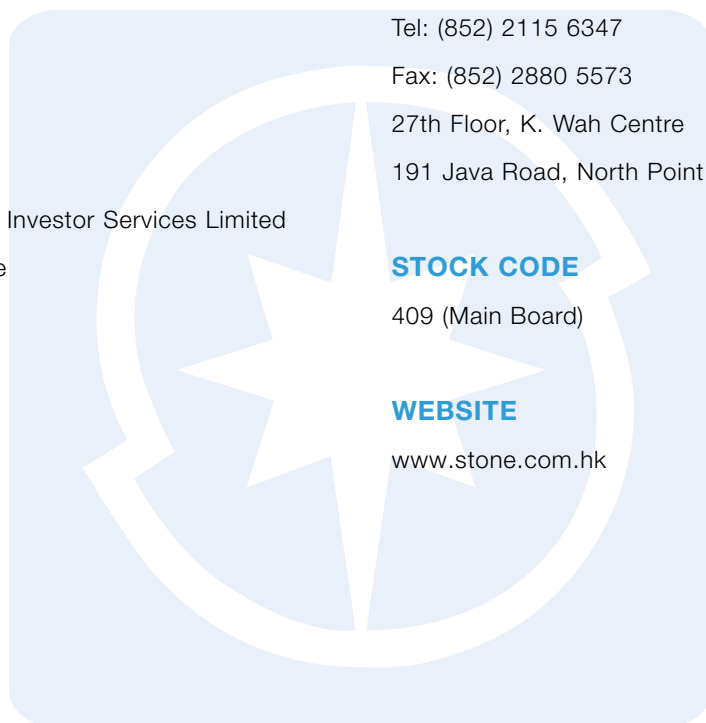 Investor Services Limited
e
Tel: (852) 2115 6347
Fax: (852) 2880 5573
27th Floor, K. Wah Centre
191 Java Road, North Point
STOCK CODE
409 (Main Board)
WEBSITE
www.stone.com.hk